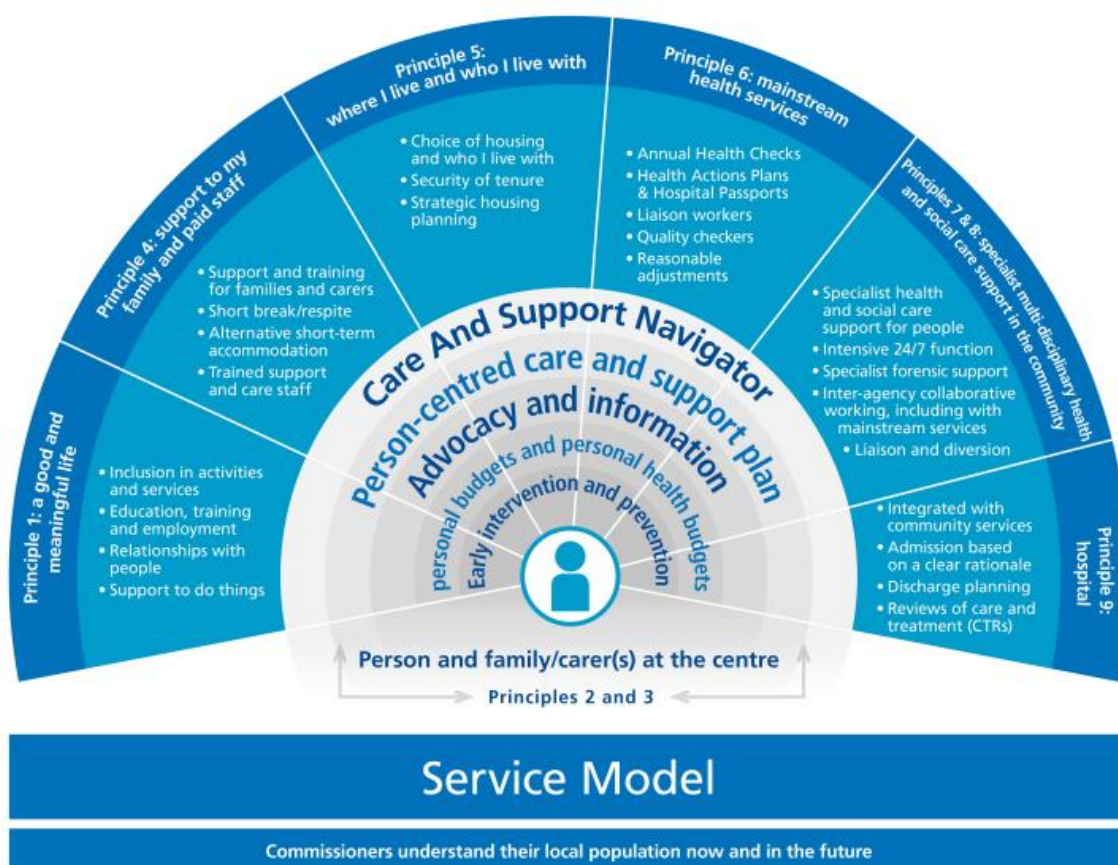 Principle 1: a good and
meaningful life
• Inclusion in activities
and services
• Education, training
and employment
• Relationships with
people
• Support to do things
Principle 4: support to my
family and paid staff
• Support and training
for families and carers
• Short break/respite
• Alternative short-term
accommodation
• Trained support
and care staff
Principle 5:
where I live and who I live with
• Choice of housing
and who I live with
• Security of tenure
• Strategic housing
planning
Principle 6: mainstream
health services
• Annual Health Checks
• Health Actions Plans
& Hospital Passports
• Liaison workers
• Quality checkers
• Reasonable
adjustments
Principles 7 & 8: specialist multi-disciplinary health
and social care support in the community
• Specialist health
and social care
support for people
• Intensive 24/7 function
• Specialist forensic support
• Inter-agency collaborative
working, including with
mainstream services
• Liaison and diversion
Principle 9:
hospital
• Integrated with
community services
• Admission based
on a clear rationale
• Discharge planning
• Reviews of care and
treatment (CTRs)
Care And Support Navigator
Person-centred care and support plan
Advocacy and information
personal budgets and personal health budgets
Early intervention and prevention
Person and family/carer(s) at the centre
Principles 2 and 3
Service Model
Commissioners understand their local population now and in the future